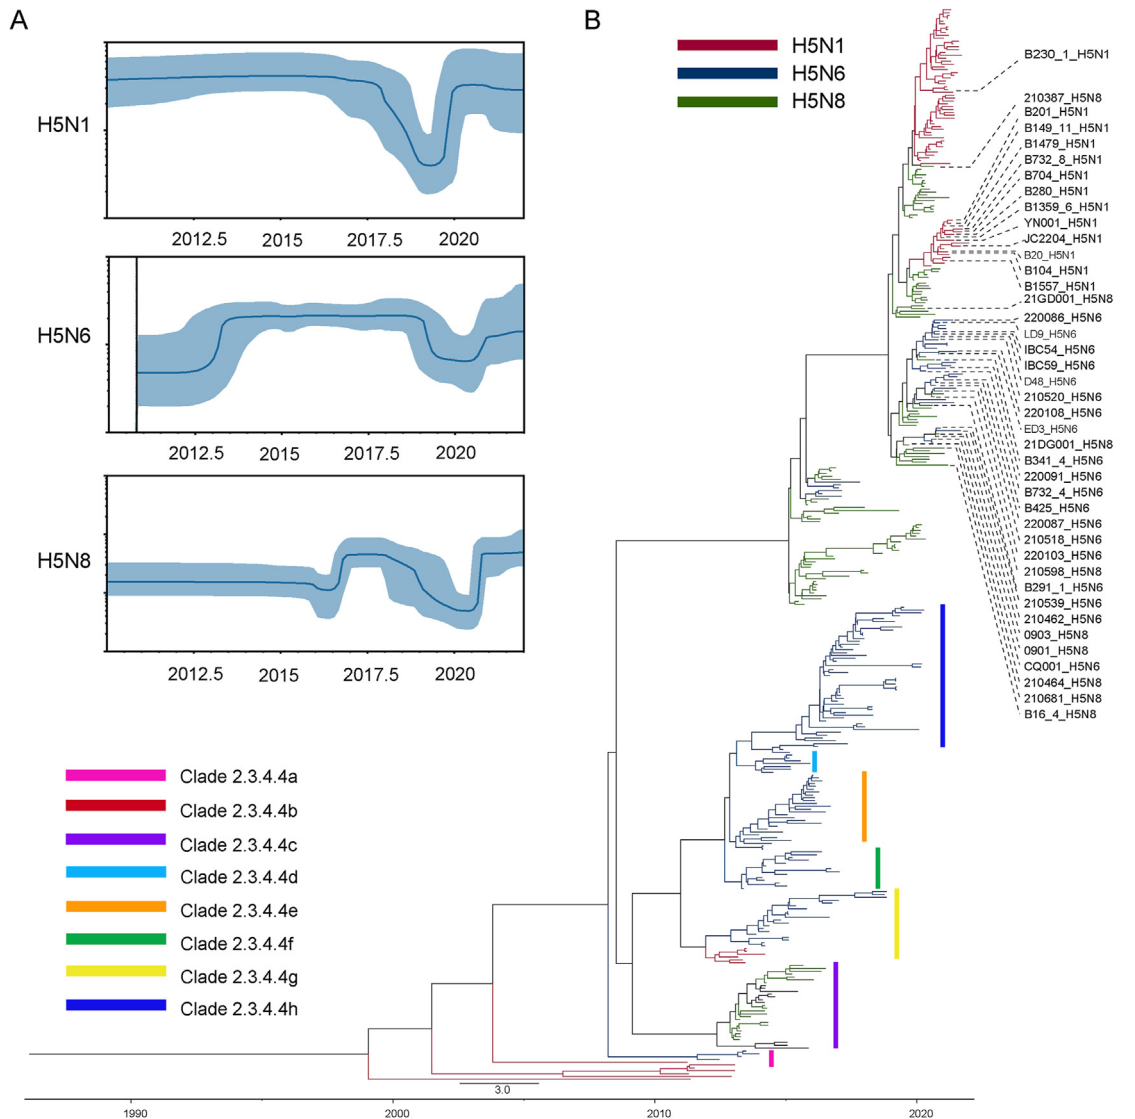 A
H5N1
2012.5
2015
2017.5
2020
H5N6
2012.5
2015
2017.5
2020
H5N8
2012.5
2015
2017.5
2020
Clade 2.3.4.4a
Clade 2.3.4.4b
Clade 2.3.4.4c
Clade 2.3.4.4d
Clade 2.3.4.4e
Clade 2.3.4.4f
Clade 2.3.4.4g
Clade 2.3.4.4h
B
H5N1
H5N6
H5N8
B230_1_H5N1
210387_H5N8
B201_H5N1
B149_11_H5N1
B1479_H5N1
B732_8_H5N1
B704_H5N1
B280_H5N1
B1359_6_H5N1
YN001_H5N1
JC2204_H5N1
B20_H5N1
B104_H5N1
B1557_H5N1
21GD001_H5N8
220086_H5N6
LD9_H5N6
IBC54_H5N6
IBC59_H5N6
D48_H5N6
210520_H5N6
220108_H5N6
ED3_H5N6
21DG001_H5N8
B341_4_H5N6
220091_H5N6
B732_4_H5N6
B425_H5N6
220087_H5N6
210518_H5N6
220103_H5N6
210598_H5N8
B291_1_H5N6
210539_H5N6
210462_H5N6
0903_H5N8
0901_H5N8
CQ001_H5N6
210464_H5N8
210681_H5N8
B16_4_H5N8
3.0
1990
2000
2010
2020